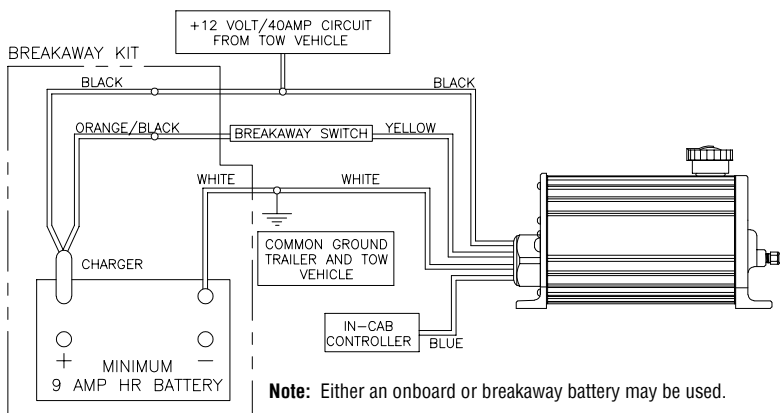 +12 VOLT/40AMP CIRCUIT
FROM TOW VEHICLE
BREAKAWAY KIT
BLACK
BLACK
ORANGE/BLACK
BREAKAWAY SWITCH
YELLOW
WHITE
WHITE
COMMON GROUND
TRAILER AND TOW
VEHICLE
CHARGER
IN-CAB
CONTROLLER
BLUE
+
−
MINIMUM
9 AMP HR BATTERY
Note: Either an onboard or breakaway battery may be used.